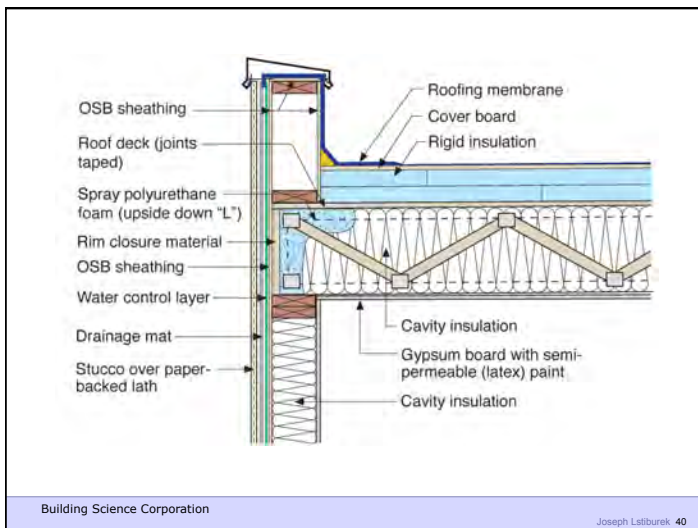 OSB sheathing
Roof deck (joints
taped)
Spray polyurethane
foam (upside down “L”)
Rim closure material
OSB sheathing
Water control layer
Drainage mat
Stucco over paper-
backed lath
Roofing membrane
Cover board
Rigid insulation
Cavity insulation
Gypsum board with semi-
permeable (latex) paint
Cavity insulation
Building Science Corporation
Joseph Lstiburek 40